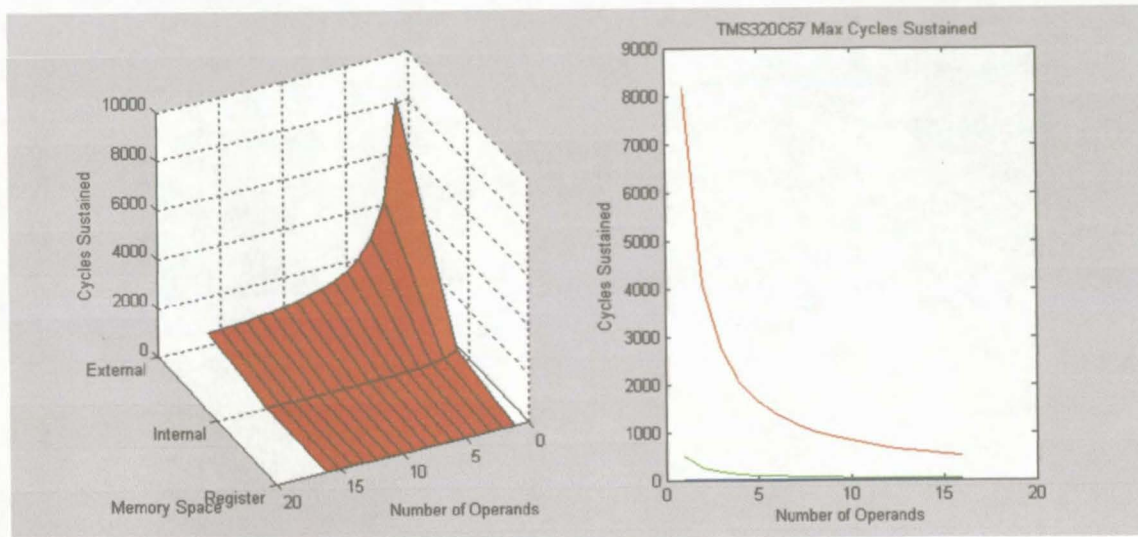 10000
8000
6000
4000
2000
0
Cycles Sustained
External
Internal
Register
Memory Space
20
15
10
5
0
Number of Operands
TMS320C67 Max Cycles Sustained
9000
8000
7000
6000
5000
4000
3000
2000
1000
0
Cycles Sustained
0
5
10
15
20
Number of Operands